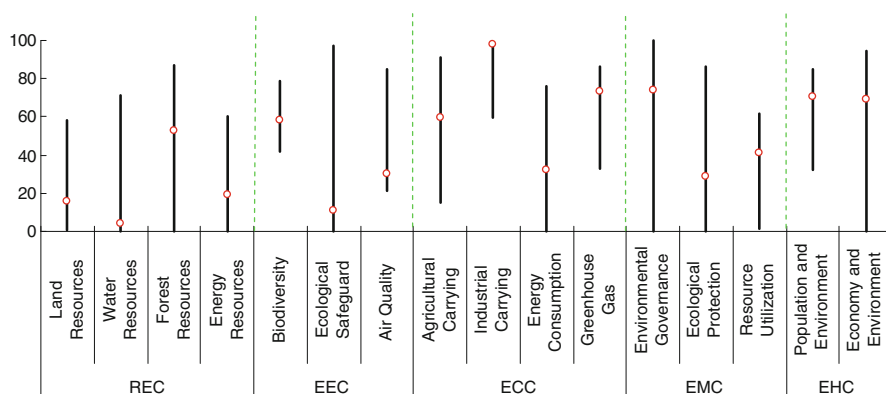 100
80
60
40
20
0
Land
Resources
Water
Resources
Forest
Resources
Energy
Resources
Biodiversity
Ecological
Safeguard
Air Quality
Agricultural
Carrying
Industrial
Carrying
Energy
Consumption
Greenhouse
Gas
Environmental
Governance
Ecological
Protection
Resource
Utilization
Population and
Environment
Economy and
Environment
REC
EEC
ECC
EMC
EHC